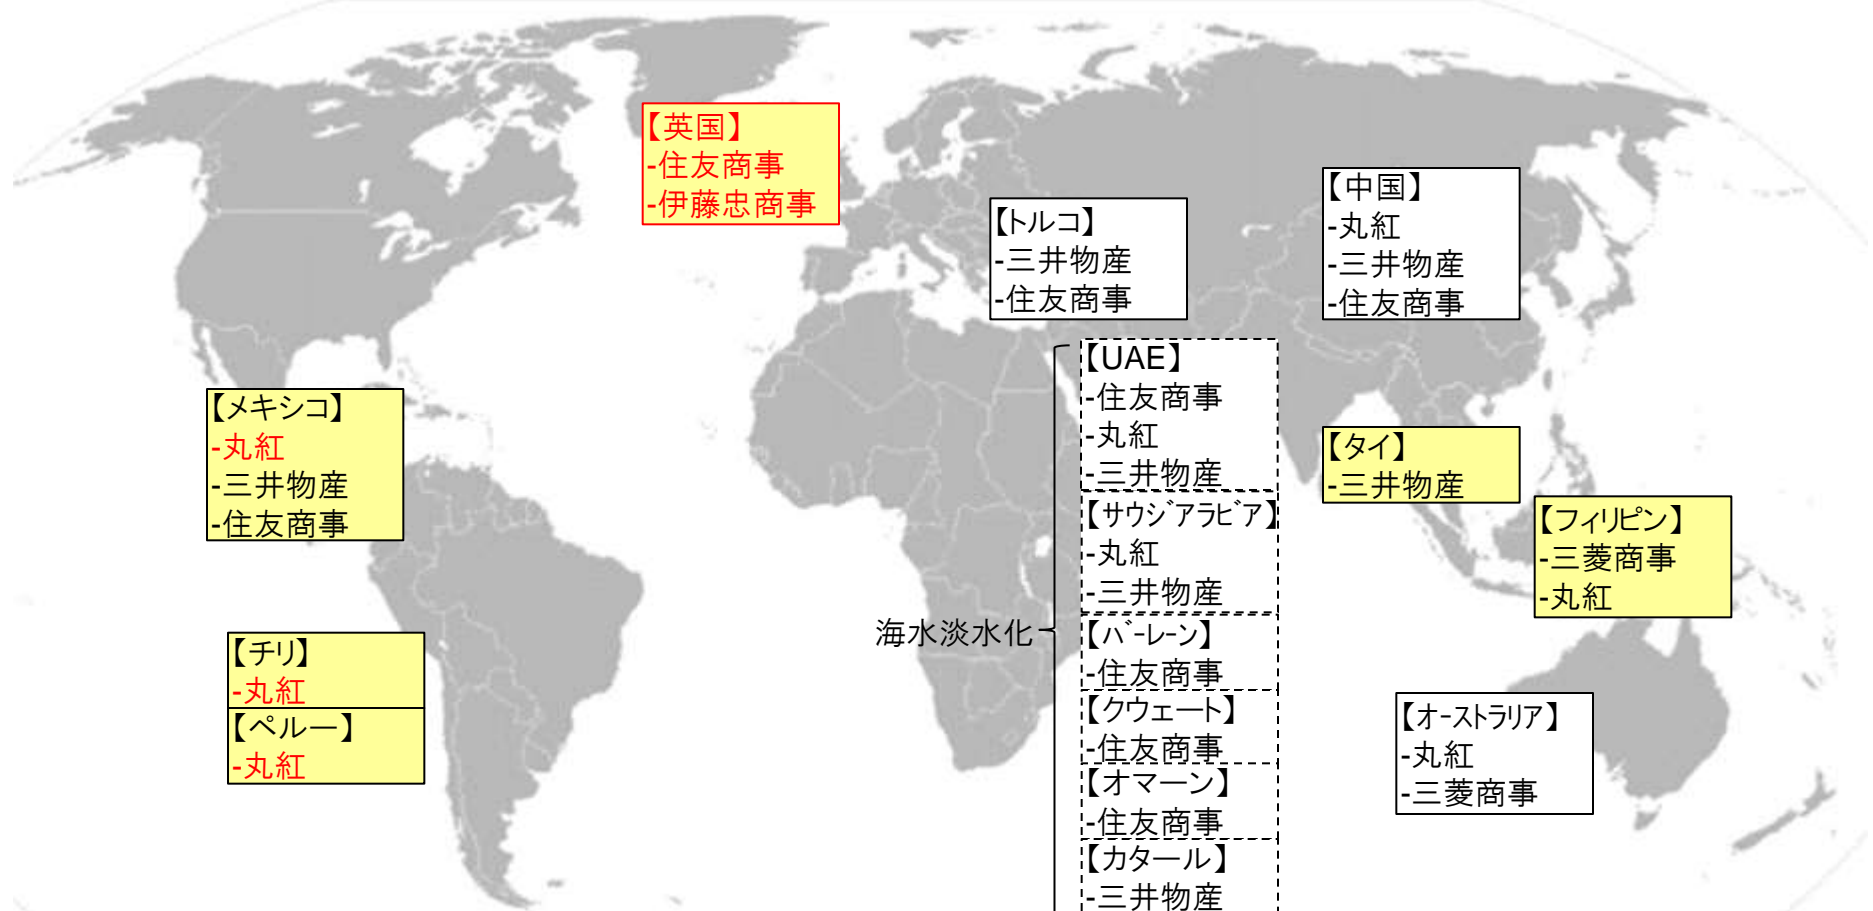 【英国】
-住友商事
-伊藤忠商事
【トルコ】
-三井物産
-住友商事
【中国】
-丸紅
-三井物産
-住友商事
【メキシコ】
-丸紅
-三井物産
-住友商事
【チリ】
-丸紅
【ペルー】
-丸紅
海水淡水化
【UAE】
-住友商事
-丸紅
-三井物産
【サウジアラビア】
-丸紅
-三井物産
【バーレーン】
-住友商事
【クウェート】
-住友商事
【オマーン】
-住友商事
【カタール】
-三井物産
【タイ】
-三井物産
【フィリピン】
-三菱商事
-丸紅
【オーストラリア】
-丸紅
-三菱商事